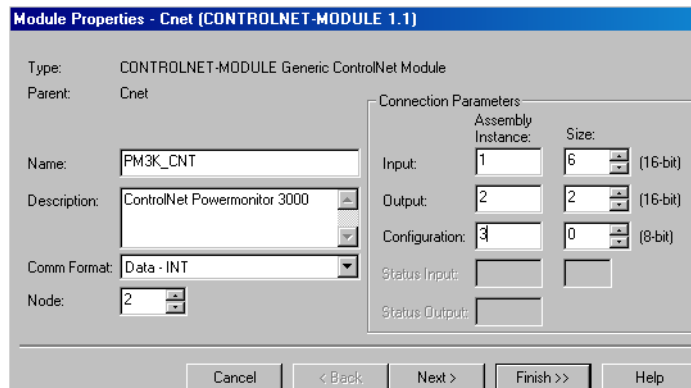 Module Properties - Cnet (CONTROLNET-MODULE 1.1)
Type: CONTROLNET-MODULE Generic ControlNet Module
Parent: Cnet
Connection Parameters
Assembly Instance: Size:
Name: PM3K_CNT
Input: 1 6 (16-bit)
Description: ControlNet Powermonitor 3000
Output: 2 2 (16-bit)
Configuration: 3 0 (8-bit)
Comm Format: Data - INT
Status Input:
Node: 2
Status Output:
Cancel < Back Next > Finish >> Help